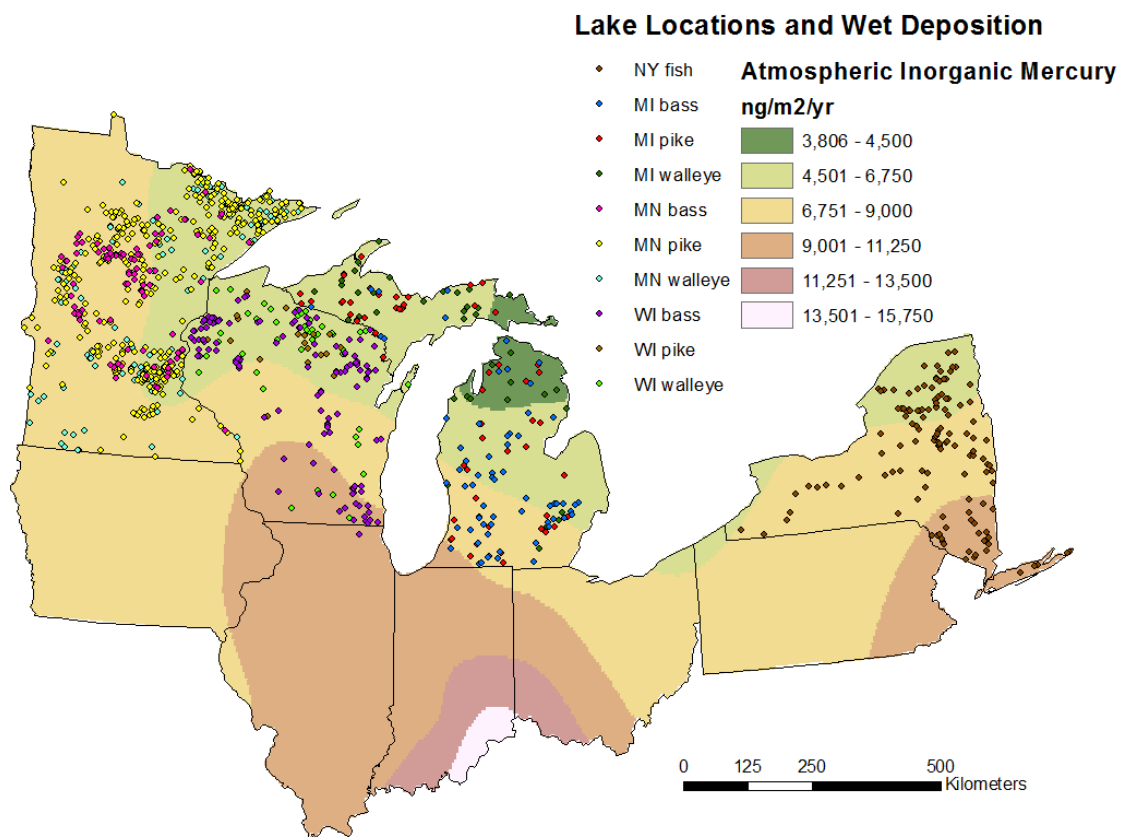 Lake Locations and Wet Deposition
NY fish
MI bass
MI pike
MI walleye
MN bass
MN pike
MN walleye
WI bass
WI pike
WI walleye
Atmospheric Inorganic Mercury
ng/m2/yr
3,806 - 4,500
4,501 - 6,750
6,751 - 9,000
9,001 - 11,250
11,251 - 13,500
13,501 - 15,750
0 125 250 500
Kilometers